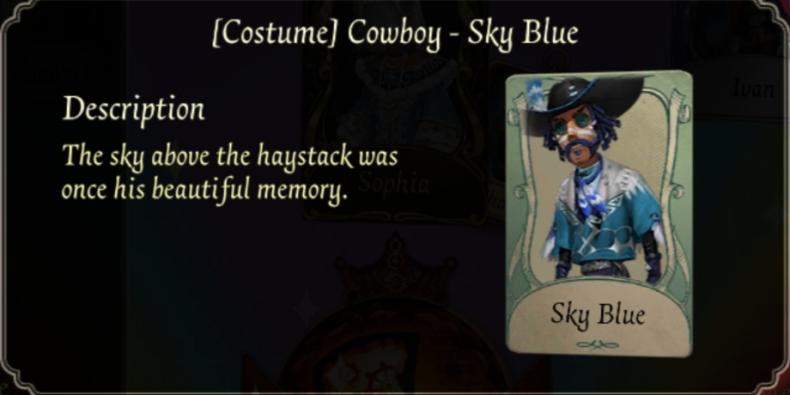 [Costume] Cowboy - Sky Blue
Description
The sky above the haystack was
once his beautiful memory.
Sky Blue
Sophia
Ivan